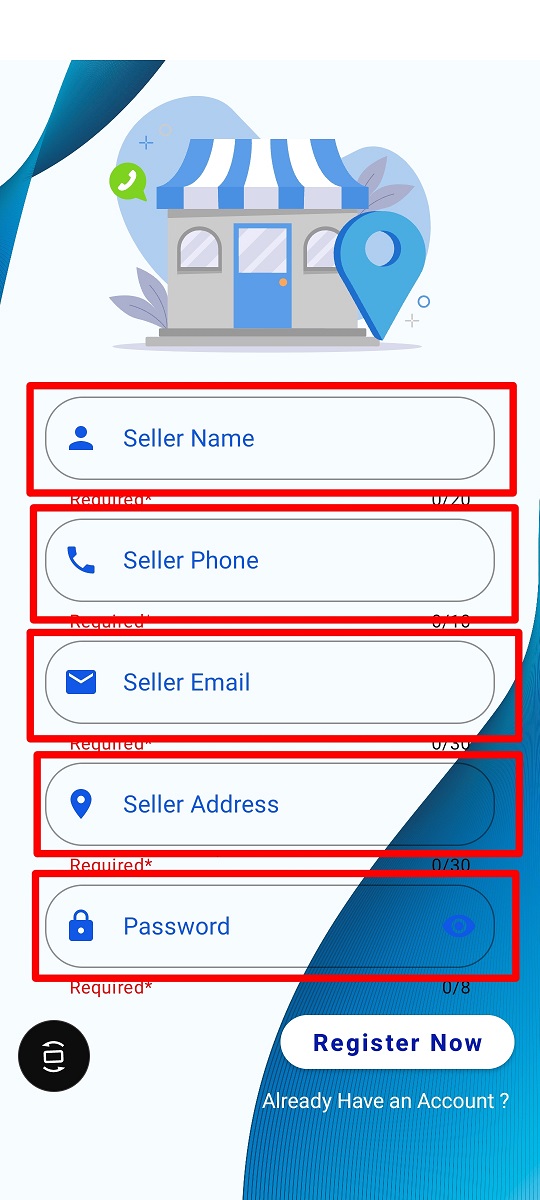 Seller Name
Required* 0/20
Seller Phone
Required* 0/10
Seller Email
Required* 0/30
Seller Address
Required* 0/30
Password
Required* 0/8
Register Now
Already Have an Account ?